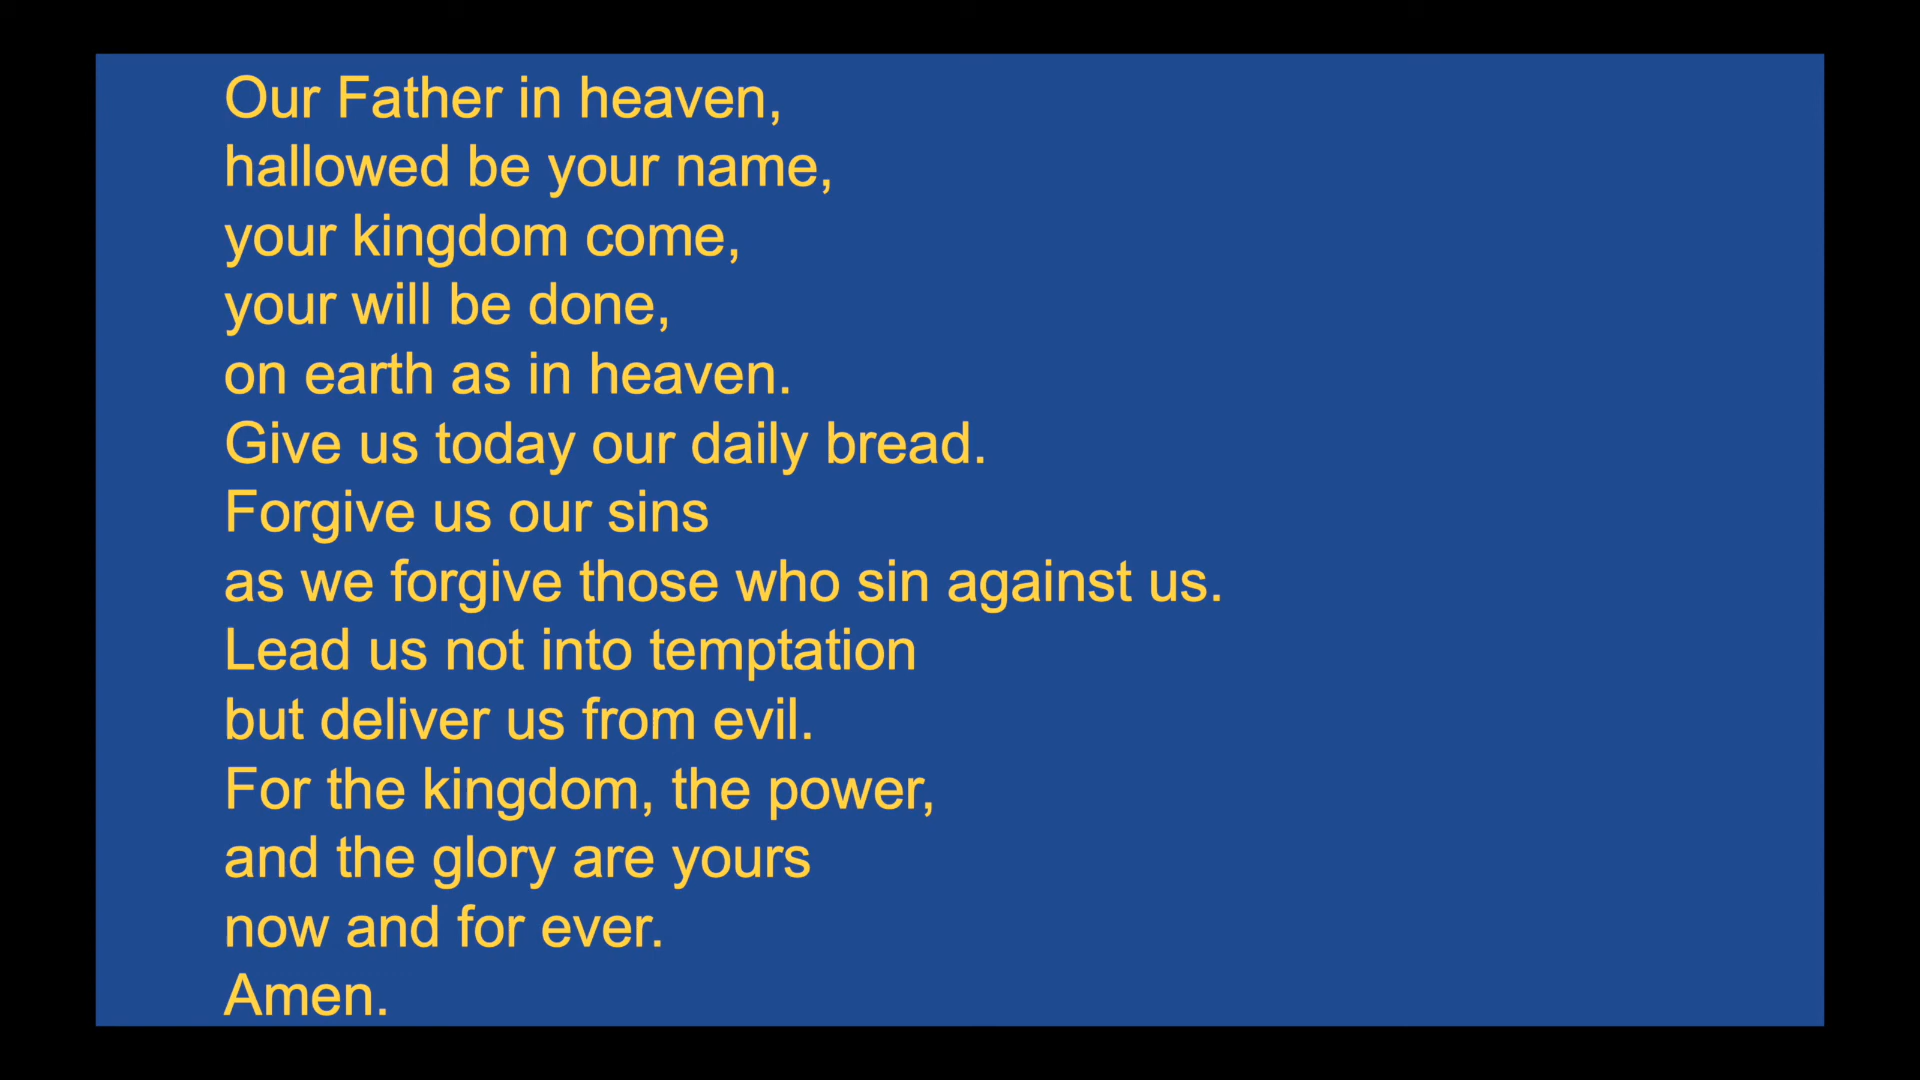 Our Father in heaven,
hallowed be your name,
your kingdom come,
your will be done,
on earth as in heaven.
Give us today our daily bread.
Forgive us our sins
as we forgive those who sin against us.
Lead us not into temptation
but deliver us from evil.
For the kingdom, the power,
and the glory are yours
now and for ever.
Amen.